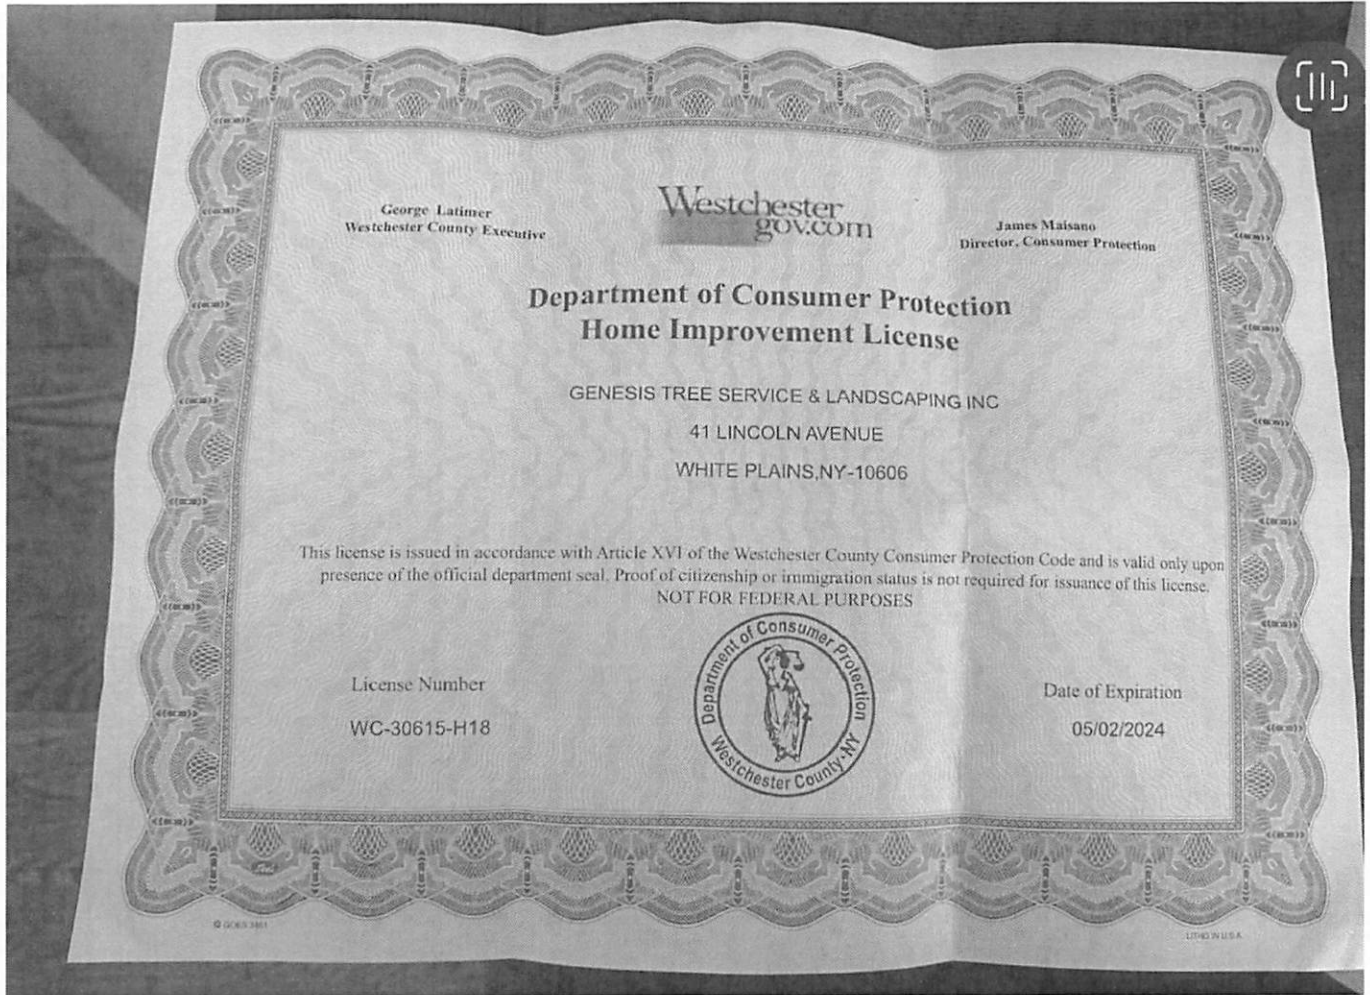 George Latimer
Westchester County Executive
Westchester
gov.com
James Maisano
Director, Consumer Protection
Department of Consumer Protection
Home Improvement License
GENESIS TREE SERVICE & LANDSCAPING INC
41 LINCOLN AVENUE
WHITE PLAINS,NY-10606
This license is issued in accordance with Article XVI of the Westchester County Consumer Protection Code and is valid only upon
presence of the official department seal. Proof of citizenship or immigration status is not required for issuance of this license.
NOT FOR FEDERAL PURPOSES
Department of Consumer Protection
Westchester County·NY
License Number
WC-30615-H18
Date of Expiration
05/02/2024
LITHO IN U.S.A.